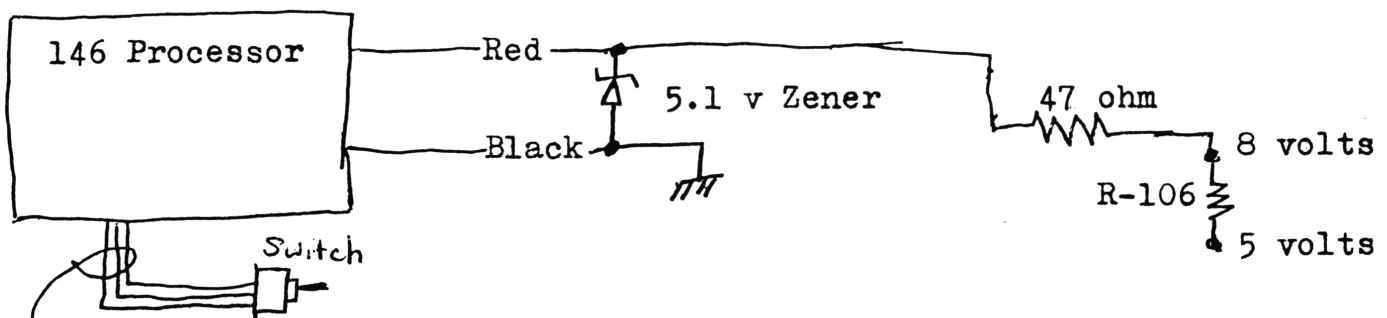 146 Processor
Red
5.1 v Zener
47 ohm
Black
8 volts
R-106
5 volts
Switch